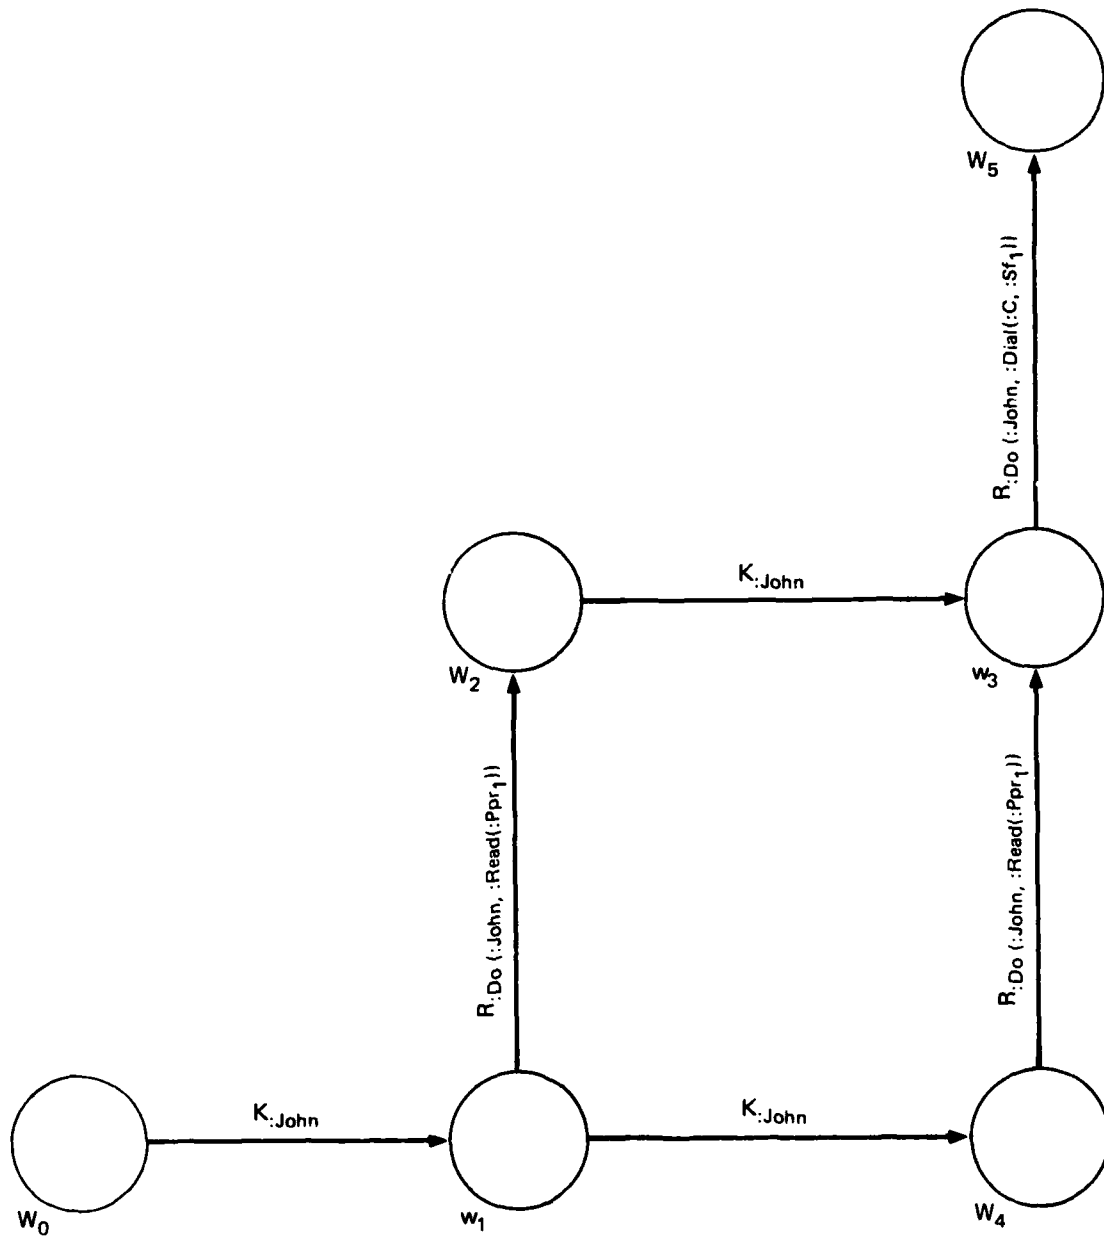 W5
R:Do (:John, :Dial(:C, :Sf1))
K:John
W2
w3
R:Do (:John, :Read(:Ppr1))
R:Do (:John, :Read(:Ppr1))
K:John
K:John
W0
w1
W4